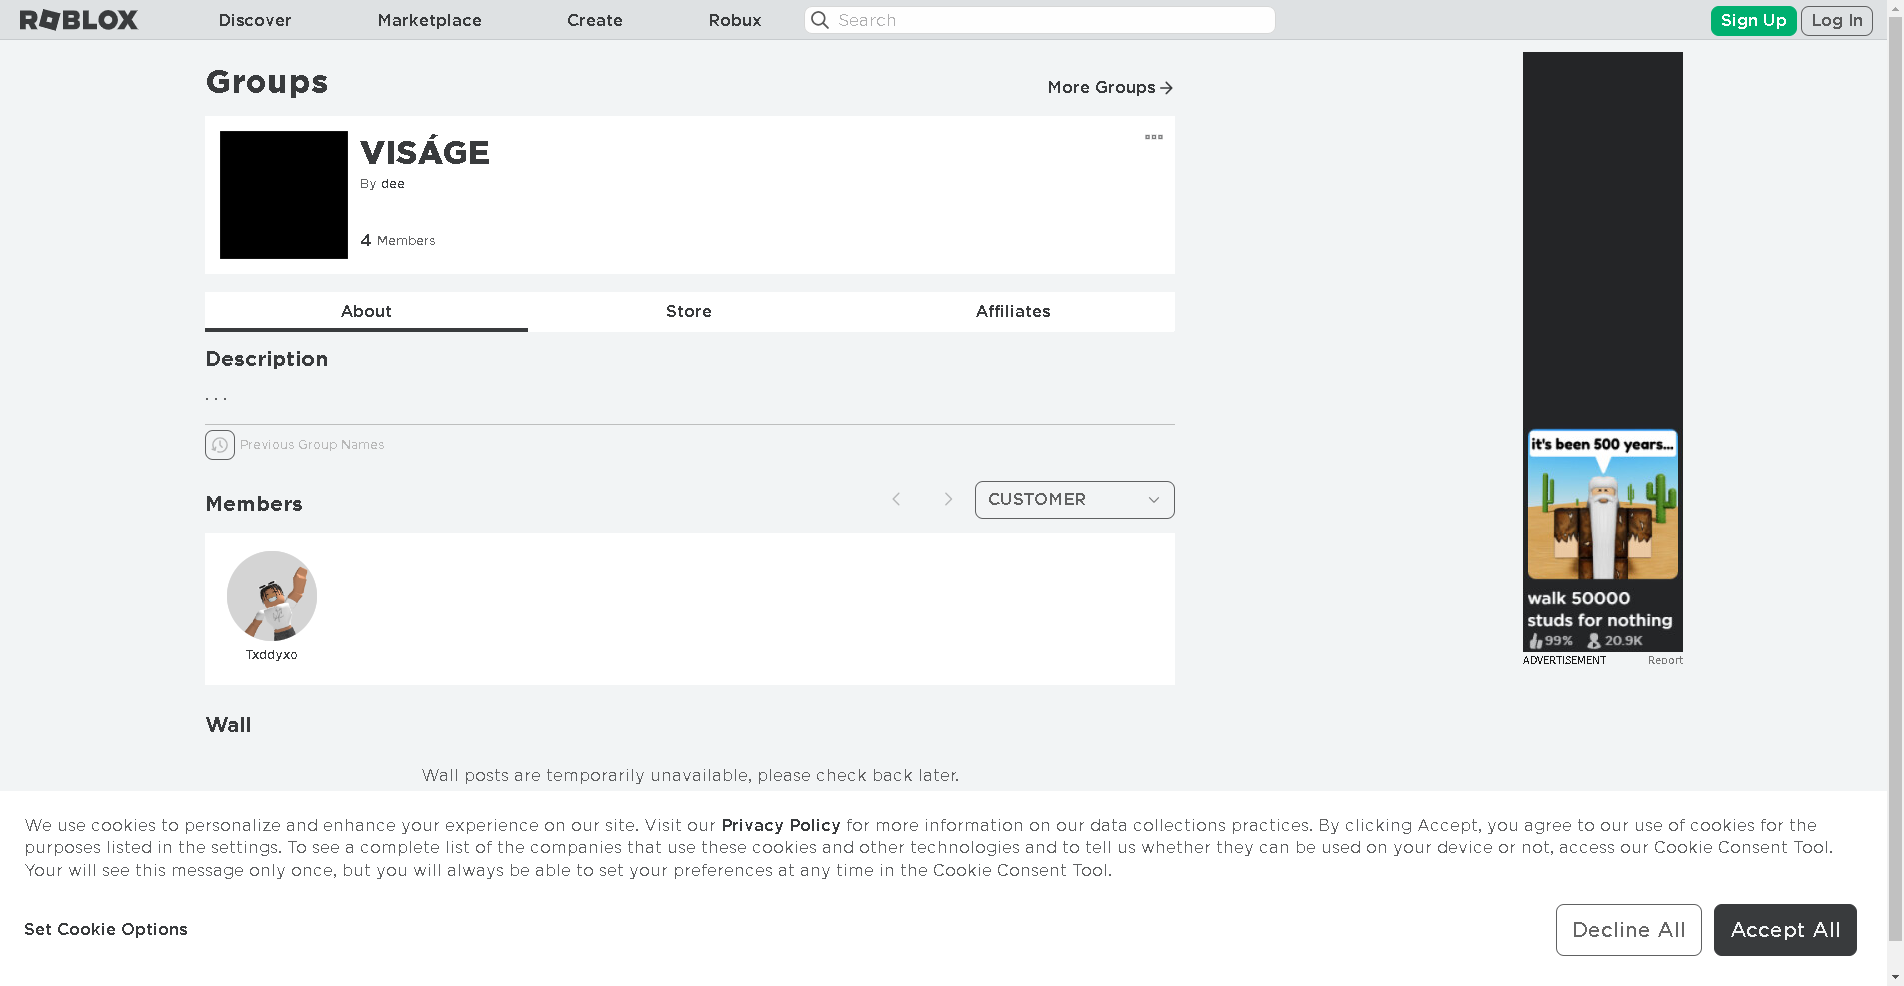 ROBLOX
Discover
Marketplace
Create
Robux
Search
Sign Up
Log In
Groups
More Groups
VISÁGE
By dee
4 Members
About
Store
Affiliates
Description
. . .
Previous Group Names
Members
CUSTOMER
Txddyxo
Wall
Wall posts are temporarily unavailable, please check back later.
it's been 500 years...
walk 50000
studs for nothing
99% 20.9K
ADVERTISEMENT
Report
We use cookies to personalize and enhance your experience on our site. Visit our Privacy Policy for more information on our data collections practices. By clicking Accept, you agree to our use of cookies for the
purposes listed in the settings. To see a complete list of the companies that use these cookies and other technologies and to tell us whether they can be used on your device or not, access our Cookie Consent Tool.
Your will see this message only once, but you will always be able to set your preferences at any time in the Cookie Consent Tool.
Set Cookie Options
Decline All
Accept All